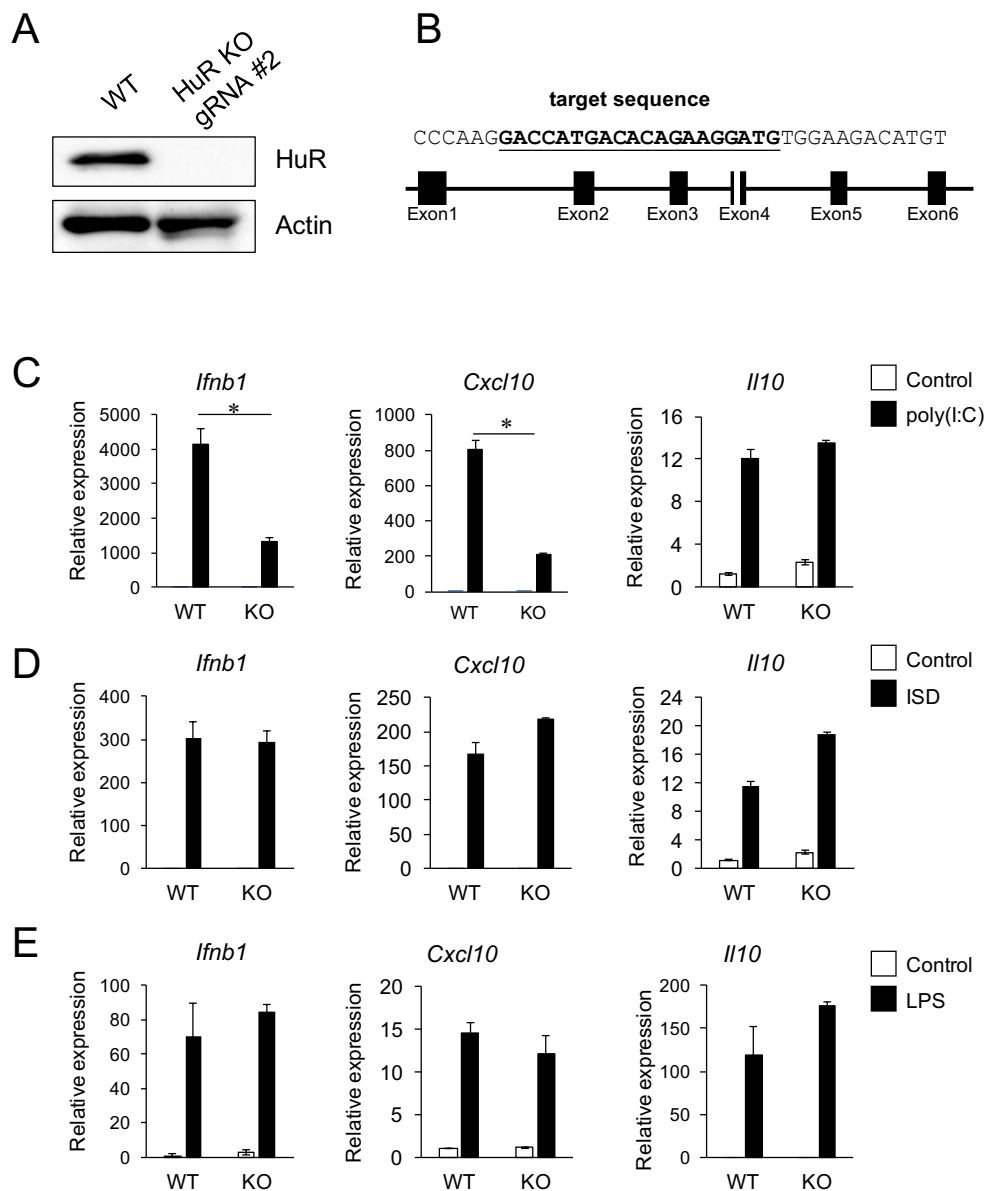 A
WT
HuR KO
gRNA #2
HuR
Actin
B
target sequence
CCCAAGGACCATGACACAGAAGGATGTGGAAGACATGT
Exon1 Exon2 Exon3 Exon4 Exon5 Exon6
C
Ifnb1
Relative expression
5000
4000
3000
2000
1000
0
*
WT KO
Cxcl10
Relative expression
1000
800
600
400
200
0
*
WT KO
Il10
Relative expression
16
12
8
4
0
WT KO
Control
poly(I:C)
D
Ifnb1
Relative expression
400
300
200
100
0
WT KO
Cxcl10
Relative expression
250
200
150
100
50
0
WT KO
Il10
Relative expression
24
20
16
12
8
4
0
WT KO
Control
ISD
E
Ifnb1
Relative expression
100
80
60
40
20
0
WT KO
Cxcl10
Relative expression
20
15
10
5
0
WT KO
Il10
Relative expression
200
150
100
50
0
WT KO
Control
LPS